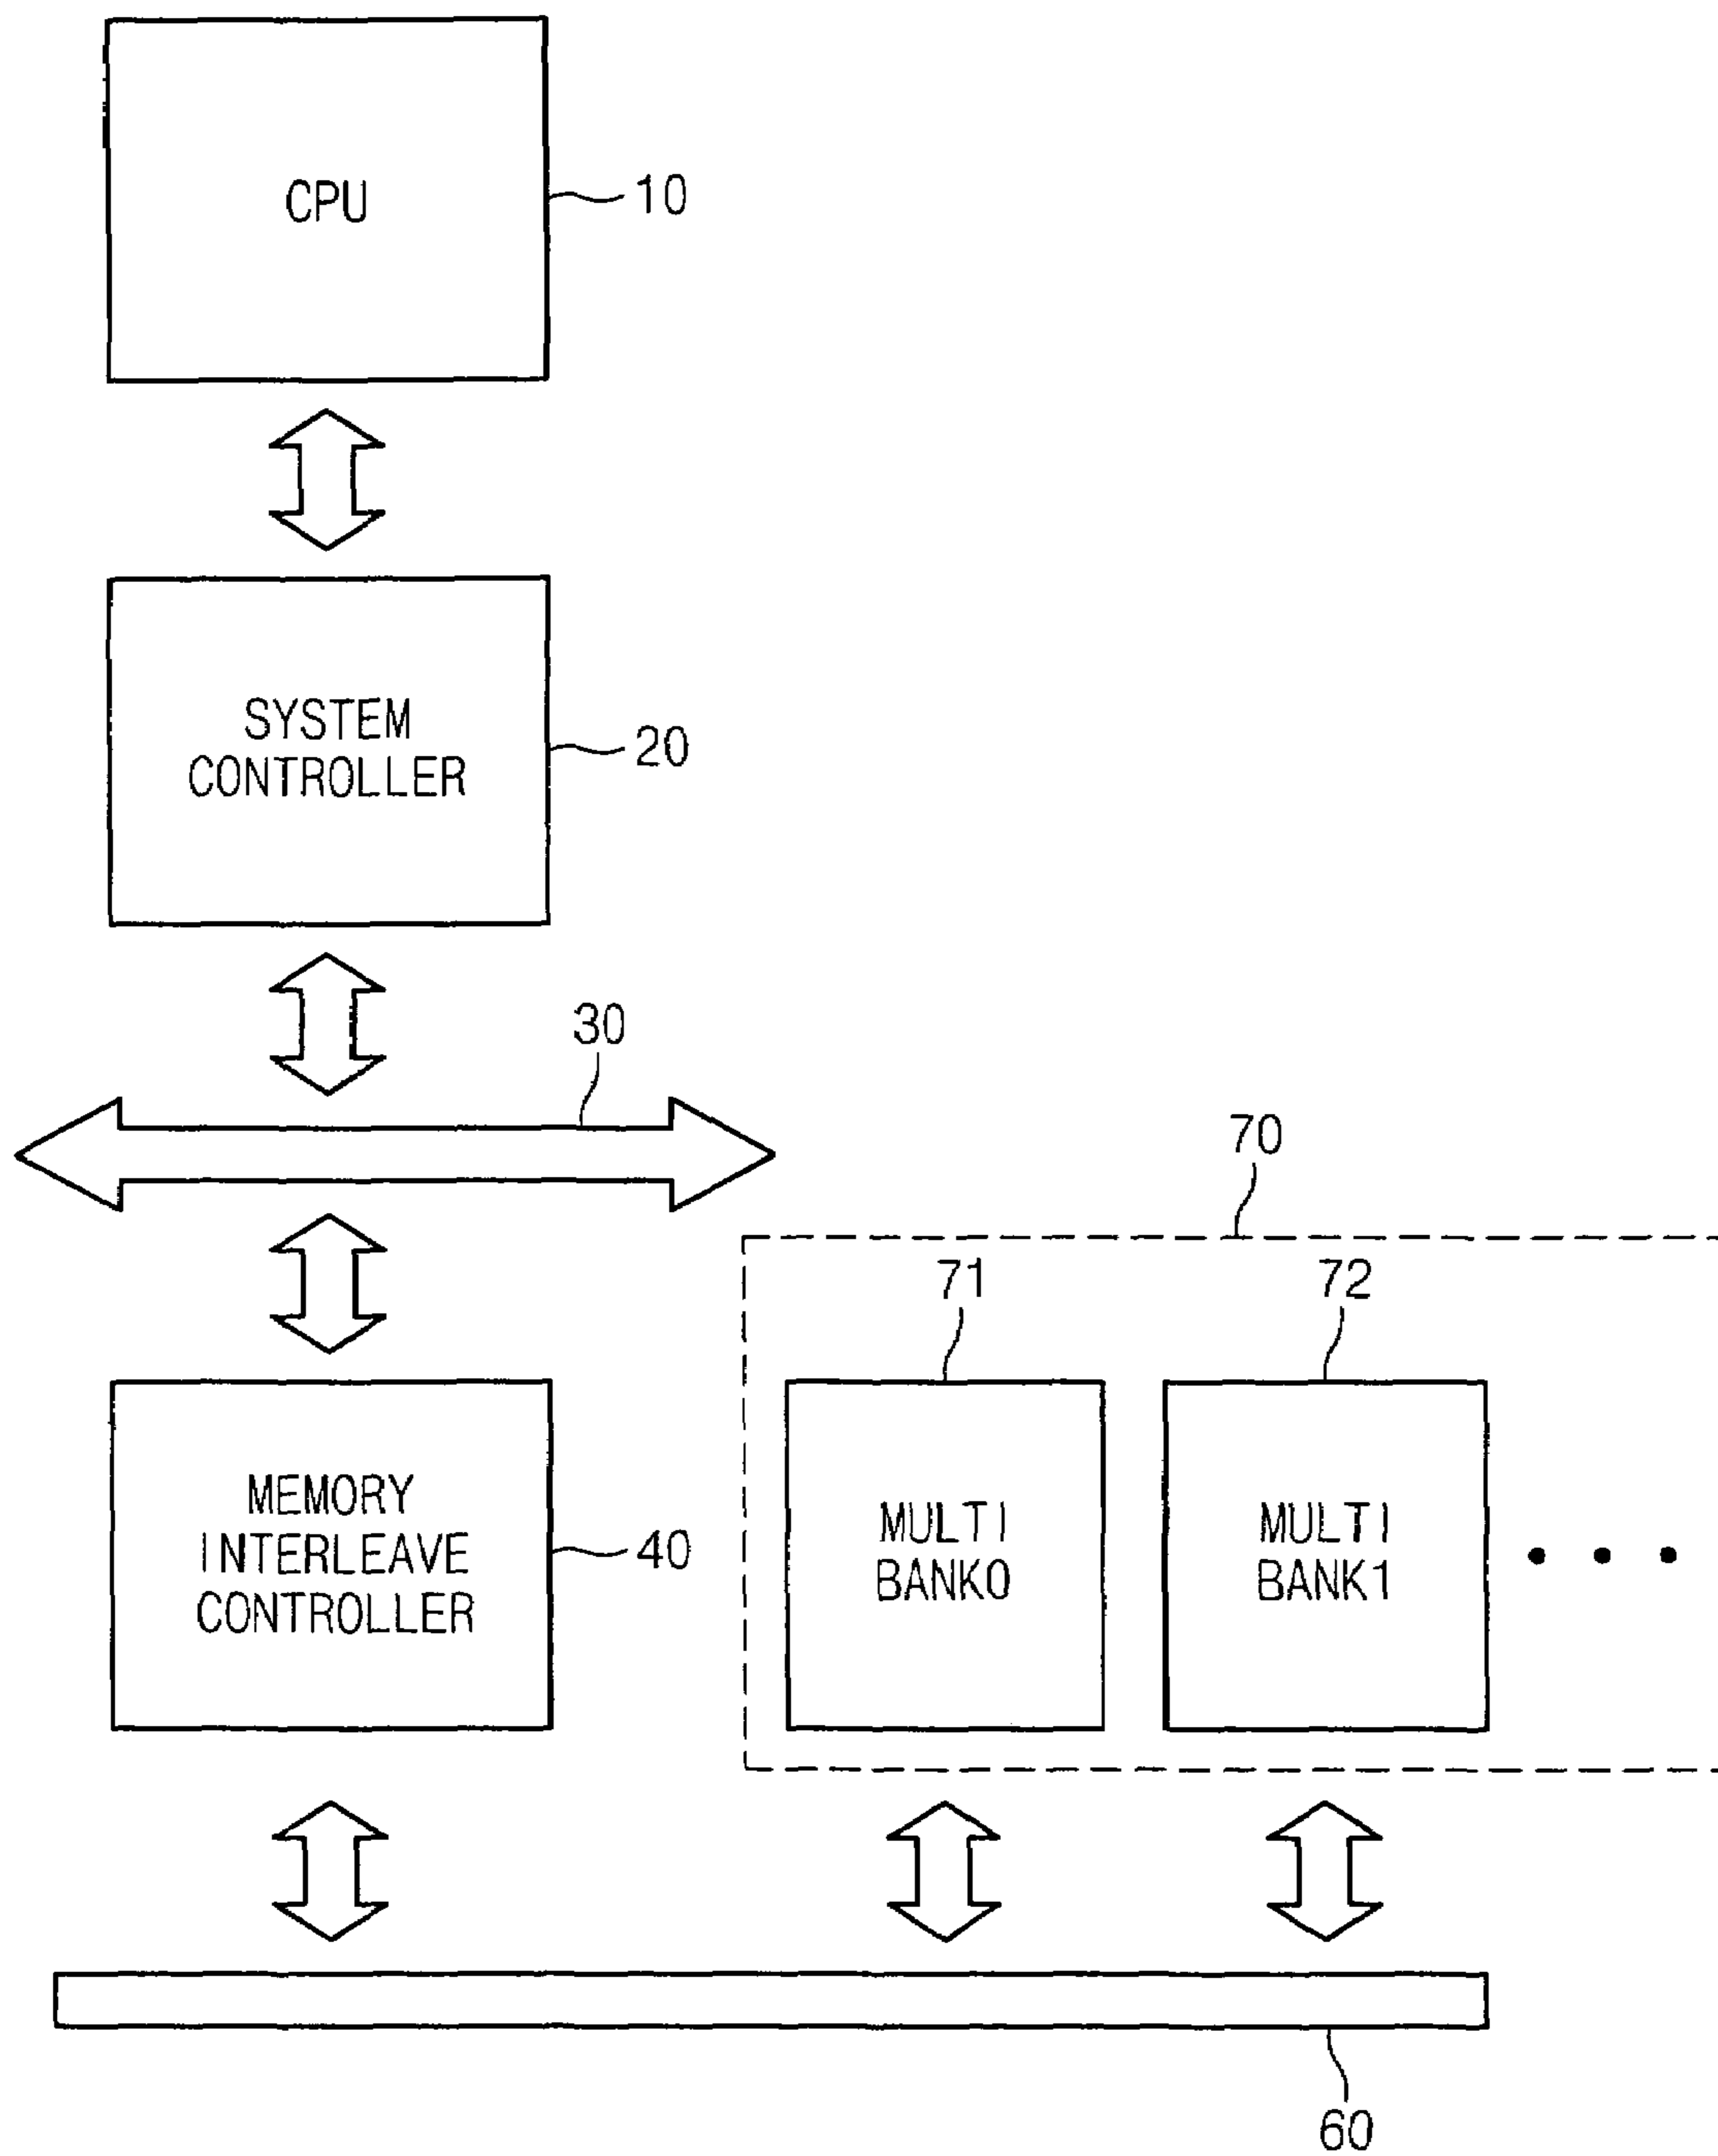 CPU
10
SYSTEM
CONTROLLER
20
30
70
71
72
MEMORY
INTERLEAVE
CONTROLLER
40
MULTI
BANK0
MULTI
BANK1
60